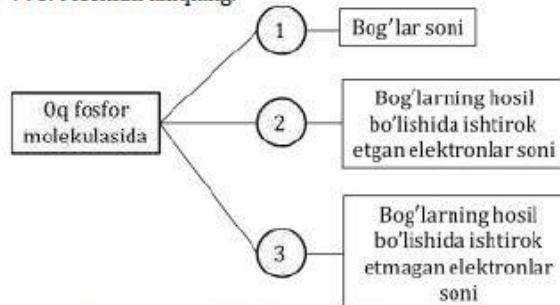 1
Bog'lar soni
Oq fosfor
molekulasida
2
Bog'larning hosil
bo'lishida ishtirok
etgan elektronlar soni
3
Bog'larning hosil
bo'lishida ishtirok
etmagan elektronlar
soni